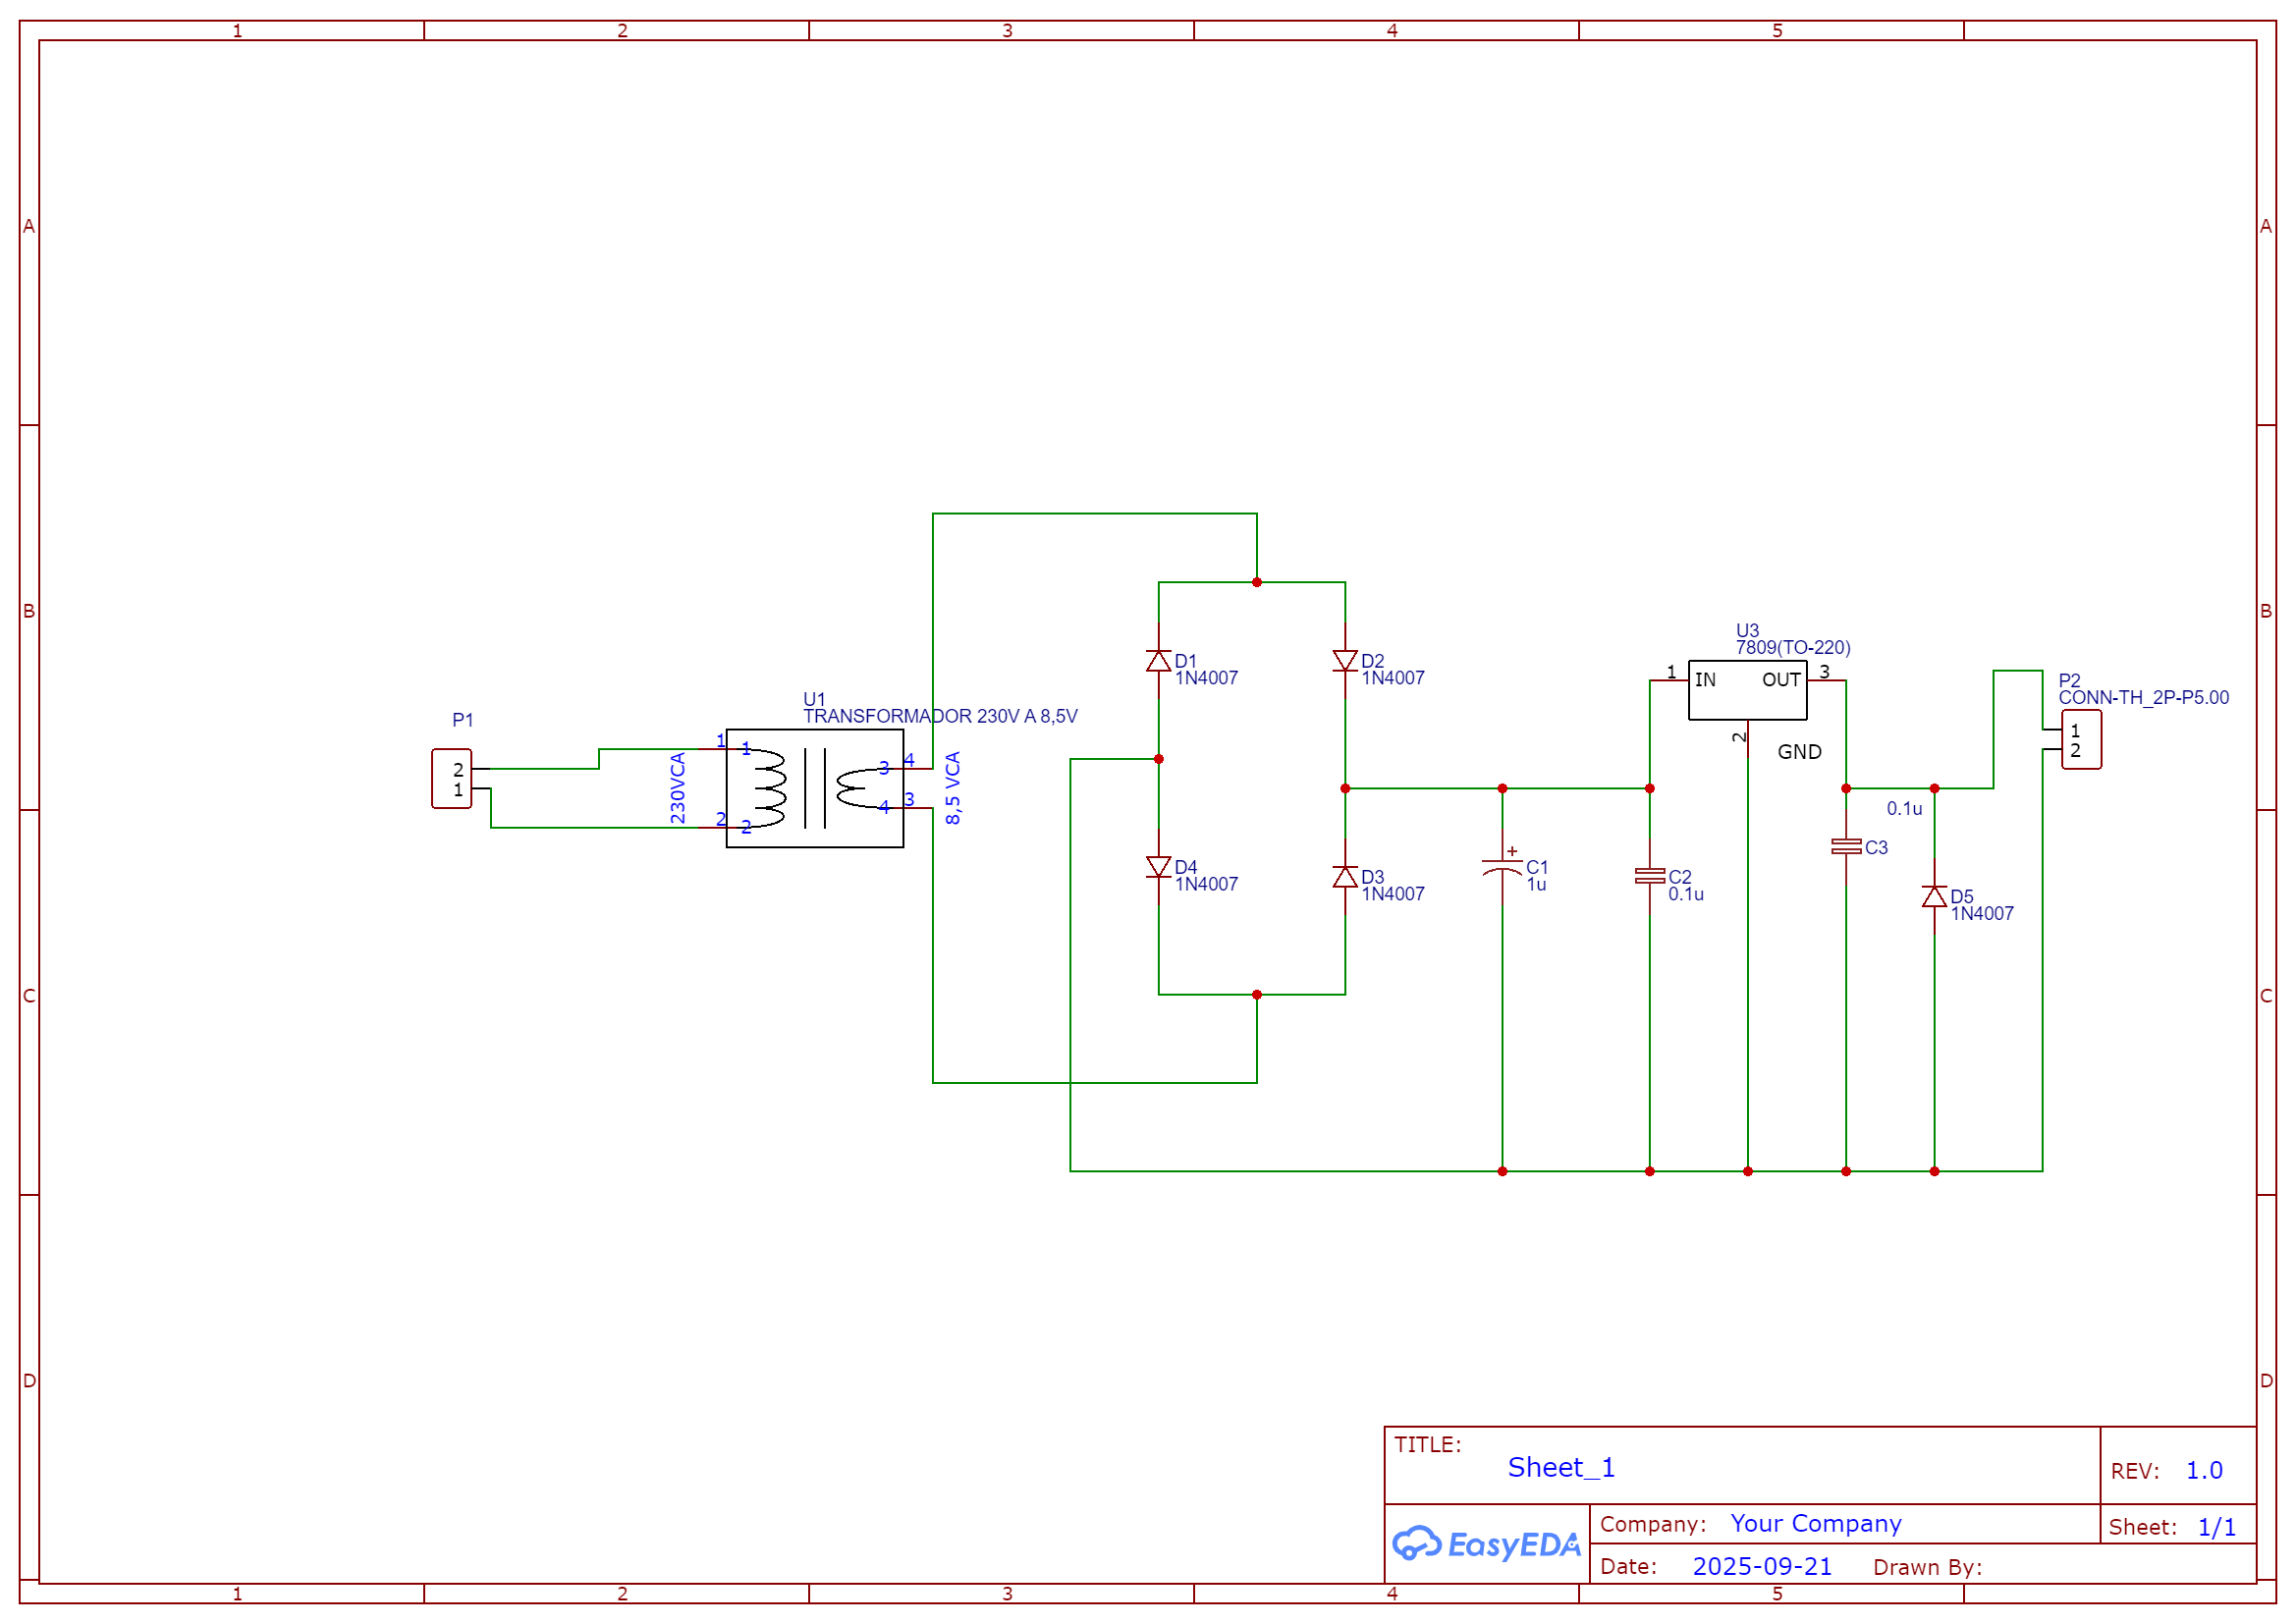 1 2 3 4 5
A A
B B
C C
D D
P1
2
1
230VCA
U1
TRANSFORMADOR 230V A 8,5V
1 1
2 2
3 4
4 3
8,5 VCA
D1
1N4007
D2
1N4007
D4
1N4007
D3
1N4007
C1
1u
+
C2
0.1u
U3
7809(TO-220)
1 IN OUT 3
2
GND
0.1u
C3
D5
1N4007
P2
CONN-TH_2P-P5.00
1
2
TITLE:
Sheet_1
REV: 1.0
EasyEDA
Company: Your Company
Sheet: 1/1
Date: 2025-09-21 Drawn By:
1 2 3 4 5